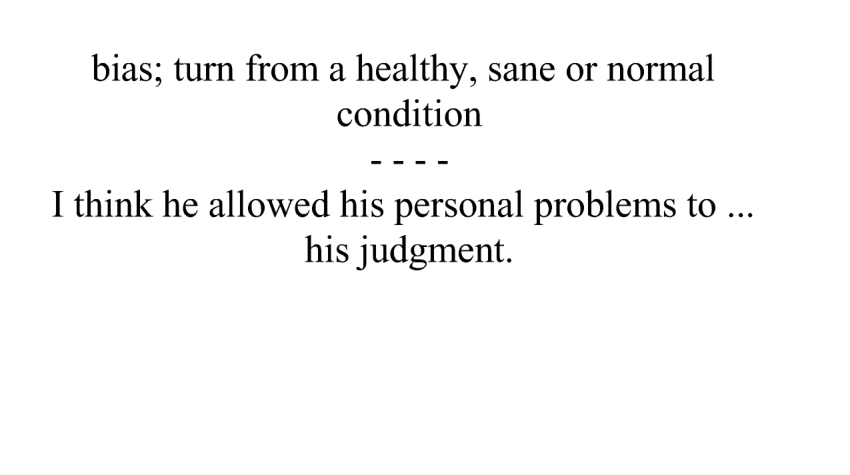 bias; turn from a healthy, sane or normal
condition
- - - -
I think he allowed his personal problems to ...
his judgment.